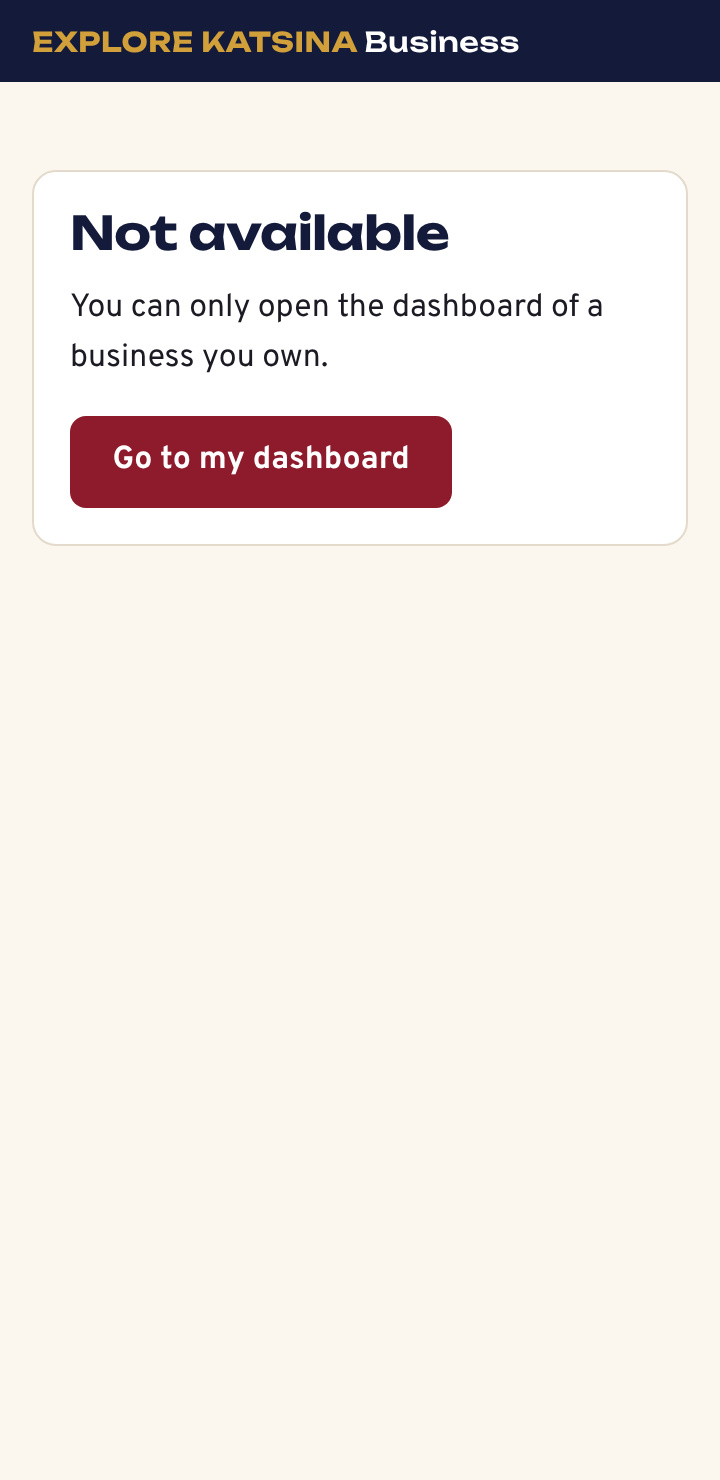 EXPLORE KATSINA Business
Not available
You can only open the dashboard of a
business you own.
Go to my dashboard